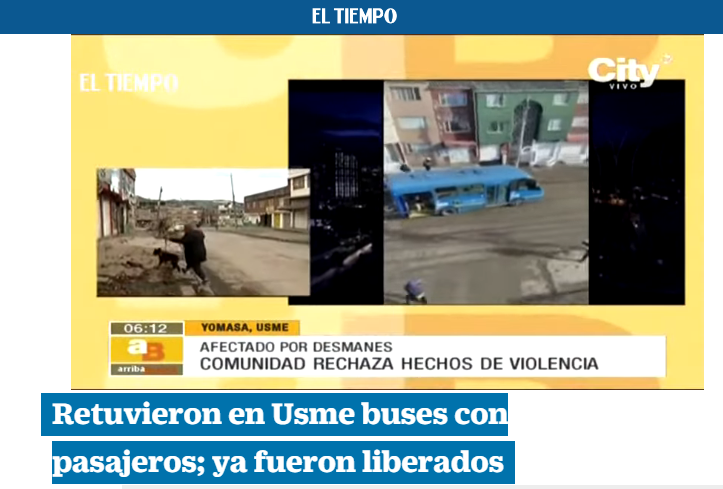 EL TIEMPO
EL TIEMPO
City
VIVO
06:12
YOMASA, USME
aB
arriba
AFECTADO POR DESMANES
COMUNIDAD RECHAZA HECHOS DE VIOLENCIA
Retuvieron en Usme buses con
pasajeros; ya fueron liberados